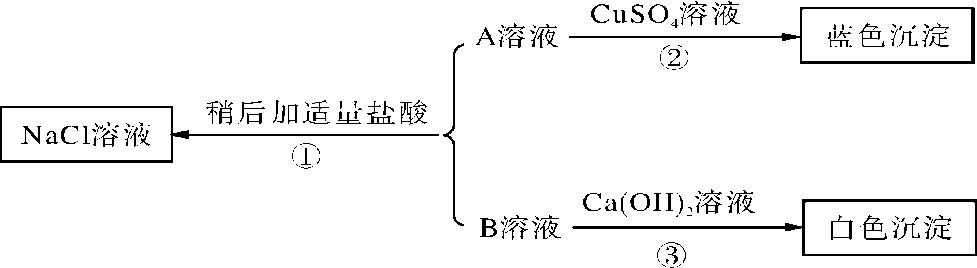 CuSO₄溶液
A溶液
②
蓝色沉淀
稍后加适量盐酸
NaCl溶液
①
Ca(OH)₂溶液
B溶液
③
白色沉淀